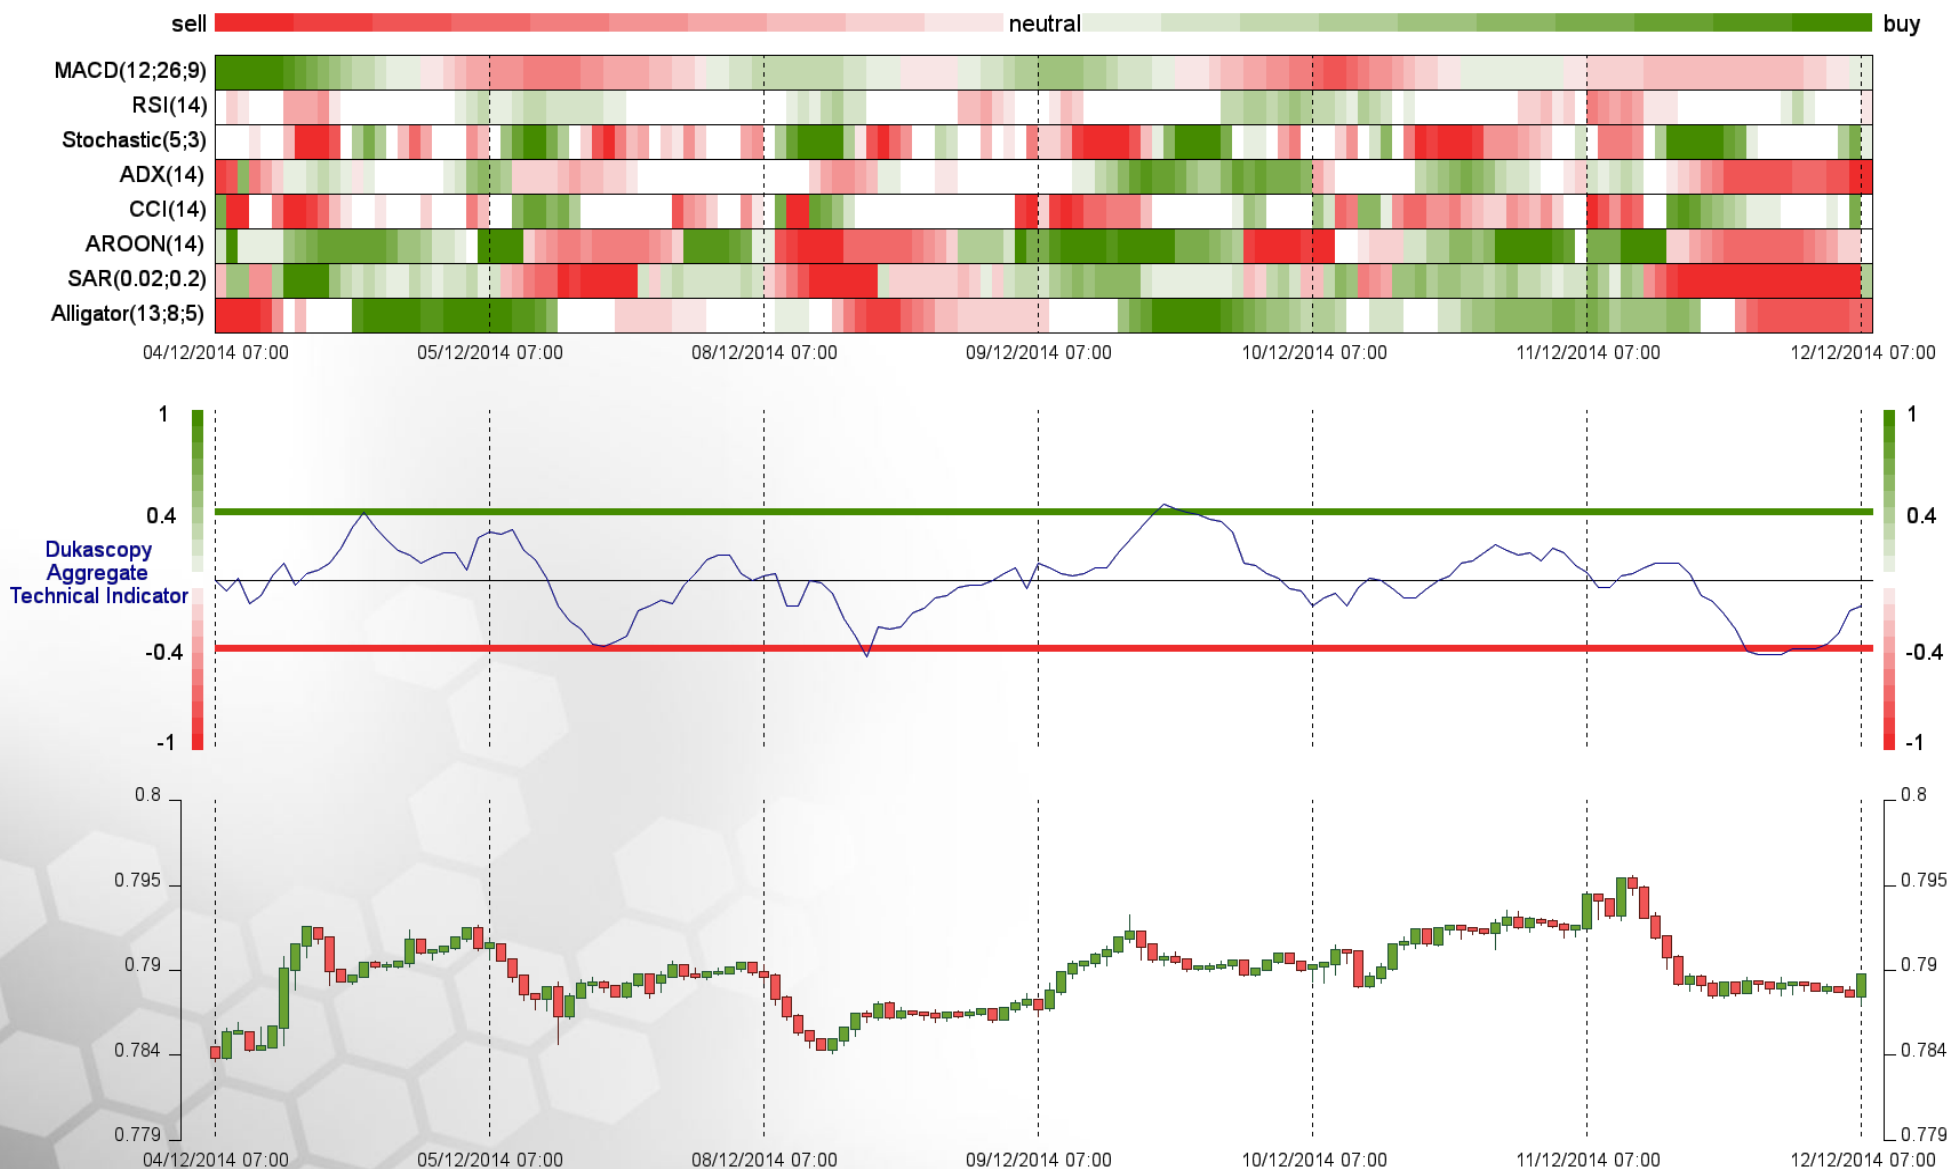 sell neutral buy
MACD(12;26;9)
RSI(14)
Stochastic(5;3)
ADX(14)
CCI(14)
AROON(14)
SAR(0.02;0.2)
Alligator(13;8;5)
04/12/2014 07:00 05/12/2014 07:00 08/12/2014 07:00 09/12/2014 07:00 10/12/2014 07:00 11/12/2014 07:00 12/12/2014 07:00
1 1
0.4 0.4
Dukascopy
Aggregate
Technical Indicator
-0.4 -0.4
-1 -1
0.8 0.8
0.795 0.795
0.79 0.79
0.784 0.784
0.779 0.779
04/12/2014 07:00 05/12/2014 07:00 08/12/2014 07:00 09/12/2014 07:00 10/12/2014 07:00 11/12/2014 07:00 12/12/2014 07:00